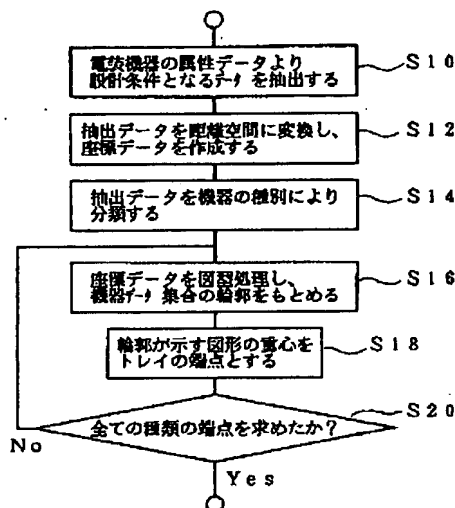 電装機器の属性データより
設計条件となるデータ を抽出する
S10
抽出データを距離空間に変換し、
座標データを作成する
S12
抽出データを機器の種別により
分類する
S14
座標データを図習処理し、
機器データ 集合の輪郭をもとめる
S16
輪郭が示す図形の重心を
トレイの端点とする
S18
全ての種類の端点を求めたか？
S20
No
Yes